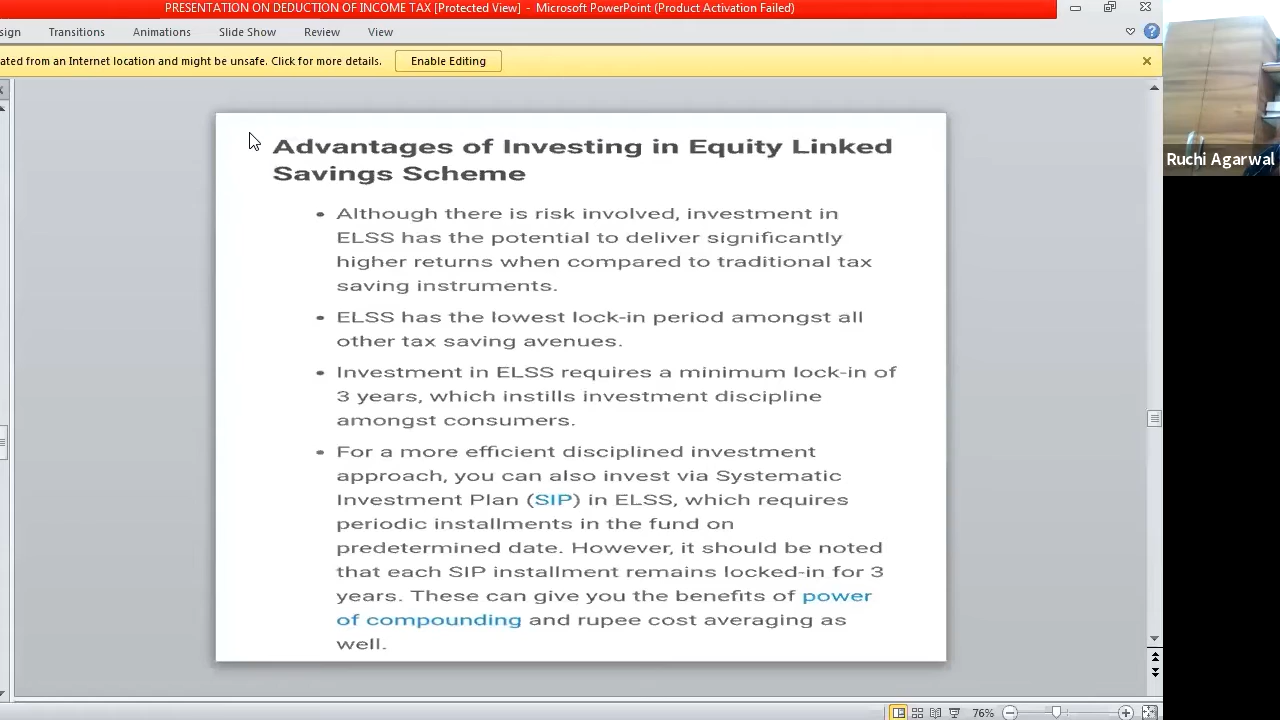 PRESENTATION ON DEDUCTION OF INCOME TAX [Protected View] - Microsoft PowerPoint (Product Activation Failed)
sign Transitions Animations Slide Show Review View
ated from an Internet location and might be unsafe. Click for more details. Enable Editing
Ruchi Agarwal
Advantages of Investing in Equity Linked
Savings Scheme
• Although there is risk involved, investment in
ELSS has the potential to deliver significantly
higher returns when compared to traditional tax
saving instruments.
• ELSS has the lowest lock-in period amongst all
other tax saving avenues.
• Investment in ELSS requires a minimum lock-in of
3 years, which instills investment discipline
amongst consumers.
• For a more efficient disciplined investment
approach, you can also invest via Systematic
Investment Plan (SIP) in ELSS, which requires
periodic installments in the fund on
predetermined date. However, it should be noted
that each SIP installment remains locked-in for 3
years. These can give you the benefits of power
of compounding and rupee cost averaging as
well.
76%